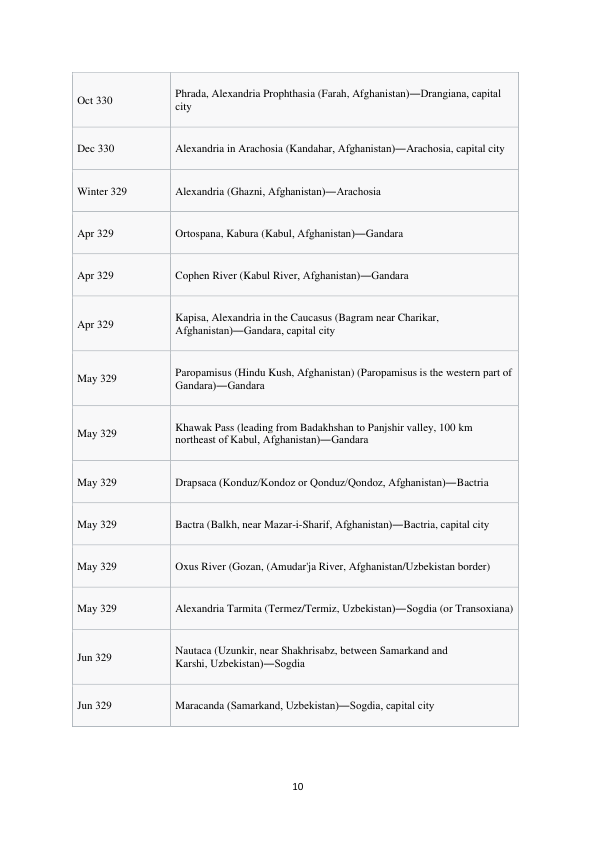 Oct 330
Phrada, Alexandria Prophthasia (Farah, Afghanistan)—Drangiana, capital
city
Dec 330
Alexandria in Arachosia (Kandahar, Afghanistan)—Arachosia, capital city
Winter 329
Alexandria (Ghazni, Afghanistan)—Arachosia
Apr 329
Ortospana, Kabura (Kabul, Afghanistan)—Gandara
Apr 329
Cophen River (Kabul River, Afghanistan)—Gandara
Apr 329
Kapisa, Alexandria in the Caucasus (Bagram near Charikar,
Afghanistan)—Gandara, capital city
May 329
Paropamisus (Hindu Kush, Afghanistan) (Paropamisus is the western part of
Gandara)—Gandara
May 329
Khawak Pass (leading from Badakhshan to Panjshir valley, 100 km
northeast of Kabul, Afghanistan)—Gandara
May 329
Drapsaca (Konduz/Kondoz or Qonduz/Qondoz, Afghanistan)—Bactria
May 329
Bactra (Balkh, near Mazar-i-Sharif, Afghanistan)—Bactria, capital city
May 329
Oxus River (Gozan, (Amudar'ja River, Afghanistan/Uzbekistan border)
May 329
Alexandria Tarmita (Termez/Termiz, Uzbekistan)—Sogdia (or Transoxiana)
Jun 329
Nautaca (Uzunkir, near Shakhrisabz, between Samarkand and
Karshi, Uzbekistan)—Sogdia
Jun 329
Maracanda (Samarkand, Uzbekistan)—Sogdia, capital city
10